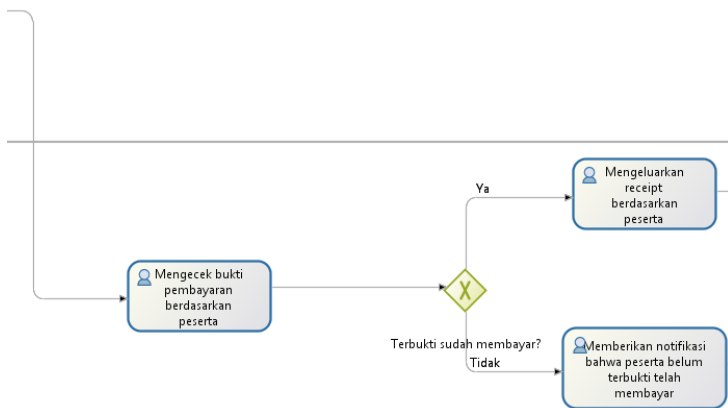 Mengeluarkan
receipt
berdasarkan
peserta
Ya
Mengecek bukti
pembayaran
berdasarkan
peserta
Terbukti sudah membayar?
Tidak
Memberikan notifikasi
bahwa peserta belum
terbukti telah
membayar